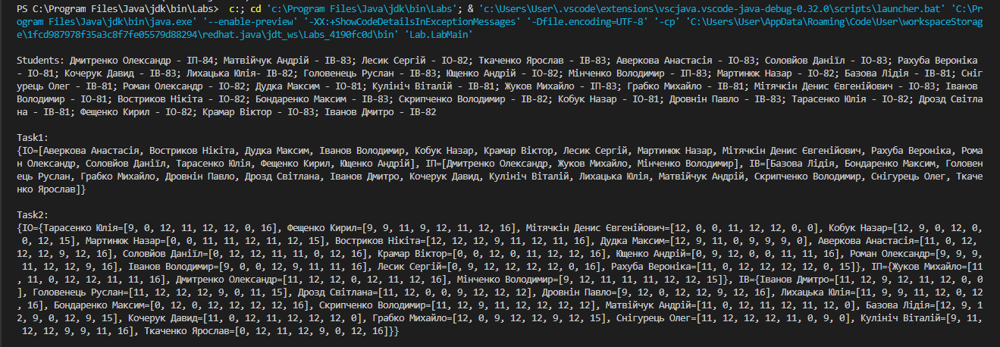 PS C:\Program Files\Java\jdk\bin\Labs>  c:; cd 'c:\Program Files\Java\jdk\bin\Labs'; & 'c:\Users\User\.vscode\extensions\vscjava.vscode-java-debug-0.32.0\scripts\launcher.bat' 'C:\Pr
ogram Files\Java\jdk\bin\java.exe' '--enable-preview' '-XX:+ShowCodeDetailsInExceptionMessages' '-Dfile.encoding=UTF-8' '-cp' 'C:\Users\User\AppData\Roaming\Code\User\workspaceStorag
e\1fcd987978f35a3c8f7fe05579d88294\redhat.java\jdt_ws\Labs_4190fc0d\bin' 'Lab.LabMain'
Students: Дмитренко Олександр - ІП-84; Матвійчук Андрій - ІВ-83; Лесик Сергій - ІО-82; Ткаченко Ярослав - ІВ-83; Аверкова Анастасія - ІО-83; Соловйов Даніїл - ІО-83; Рахуба Вероніка
- ІО-81; Кочерук Давид - ІВ-83; Лихацька Юлія- ІВ-82; Головенець Руслан - ІВ-83; Ющенко Андрій - ІО-82; Мінченко Володимир - ІП-83; Мартинюк Назар - ІО-82; Базова Лідія - ІВ-81; Сніг
урець Олег - ІВ-81; Роман Олександр - ІО-82; Дудка Максим - ІО-81; Кулініч Віталій - ІВ-81; Жуков Михайло - ІП-83; Грабко Михайло - ІВ-81; Мітячкін Денис Євгенійович - ІО-83; Іванов
Володимир - ІО-81; Востриков Нікіта - ІО-82; Бондаренко Максим - ІВ-83; Скрипченко Володимир - ІВ-82; Кобук Назар - ІО-81; Дровнін Павло - ІВ-83; Тарасенко Юлія - ІО-82; Дрозд Світла
на - ІВ-81; Фещенко Кирил - ІО-82; Крамар Віктор - ІО-83; Іванов Дмитро - ІВ-82
Task1:
{ІО=[Аверкова Анастасія, Востриков Нікіта, Дудка Максим, Іванов Володимир, Кобук Назар, Крамар Віктор, Лесик Сергій, Мартинюк Назар, Мітячкін Денис Євгенійович, Рахуба Вероніка, Рома
н Олександр, Соловйов Даніїл, Тарасенко Юлія, Фещенко Кирил, Ющенко Андрій], ІП=[Дмитренко Олександр, Жуков Михайло, Мінченко Володимир], ІВ=[Базова Лідія, Бондаренко Максим, Головен
ець Руслан, Грабко Михайло, Дровнін Павло, Дрозд Світлана, Іванов Дмитро, Кочерук Давид, Кулініч Віталій, Лихацька Юлія, Матвійчук Андрій, Скрипченко Володимир, Снігурець Олег, Ткаче
нко Ярослав]}
Task2:
{ІО={Тарасенко Юлія=[9, 0, 12, 11, 12, 12, 0, 16], Фещенко Кирил=[9, 9, 11, 9, 12, 11, 12, 16], Мітячкін Денис Євгенійович=[12, 0, 0, 11, 12, 12, 0, 0], Кобук Назар=[12, 9, 0, 12, 0,
0, 12, 15], Мартинюк Назар=[0, 0, 11, 11, 12, 11, 12, 15], Востриков Нікіта=[12, 12, 12, 9, 11, 12, 11, 16], Дудка Максим=[12, 9, 11, 0, 9, 9, 9, 0], Аверкова Анастасія=[11, 0, 12,
12, 12, 9, 12, 16], Соловйов Даніїл=[0, 12, 12, 11, 11, 0, 12, 16], Крамар Віктор=[0, 0, 12, 0, 11, 12, 12, 16], Ющенко Андрій=[0, 9, 12, 0, 0, 11, 11, 16], Роман Олександр=[9, 9, 9,
11, 12, 12, 9, 16], Іванов Володимир=[9, 0, 0, 12, 9, 11, 11, 16], Лесик Сергій=[0, 9, 12, 12, 12, 12, 0, 16], Рахуба Вероніка=[11, 0, 12, 12, 12, 12, 0, 15]}, ІП={Жуков Михайло=[11
, 11, 0, 12, 12, 11, 11, 16], Дмитренко Олександр=[11, 12, 12, 0, 12, 11, 12, 16], Мінченко Володимир=[9, 12, 11, 11, 11, 12, 12, 15]}, ІВ={Іванов Дмитро=[11, 12, 9, 12, 11, 12, 0, 0
], Головенець Руслан=[11, 12, 12, 12, 9, 0, 11, 15], Дрозд Світлана=[11, 12, 0, 0, 9, 12, 12, 12], Дровнін Павло=[9, 12, 0, 12, 12, 9, 12, 16], Лихацька Юлія=[11, 9, 9, 11, 12, 0, 12
, 16], Бондаренко Максим=[0, 12, 0, 12, 12, 12, 12, 16], Скрипченко Володимир=[11, 12, 9, 11, 12, 12, 12, 12], Матвійчук Андрій=[11, 0, 12, 11, 12, 11, 12, 0], Базова Лідія=[12, 9, 1
2, 9, 0, 12, 9, 15], Кочерук Давид=[11, 0, 12, 11, 12, 12, 12, 0], Грабко Михайло=[12, 0, 9, 12, 12, 9, 12, 15], Снігурець Олег=[11, 12, 12, 12, 11, 0, 9, 0], Кулініч Віталій=[9, 11,
12, 12, 9, 9, 11, 16], Ткаченко Ярослав=[0, 12, 11, 12, 9, 0, 12, 16]}}